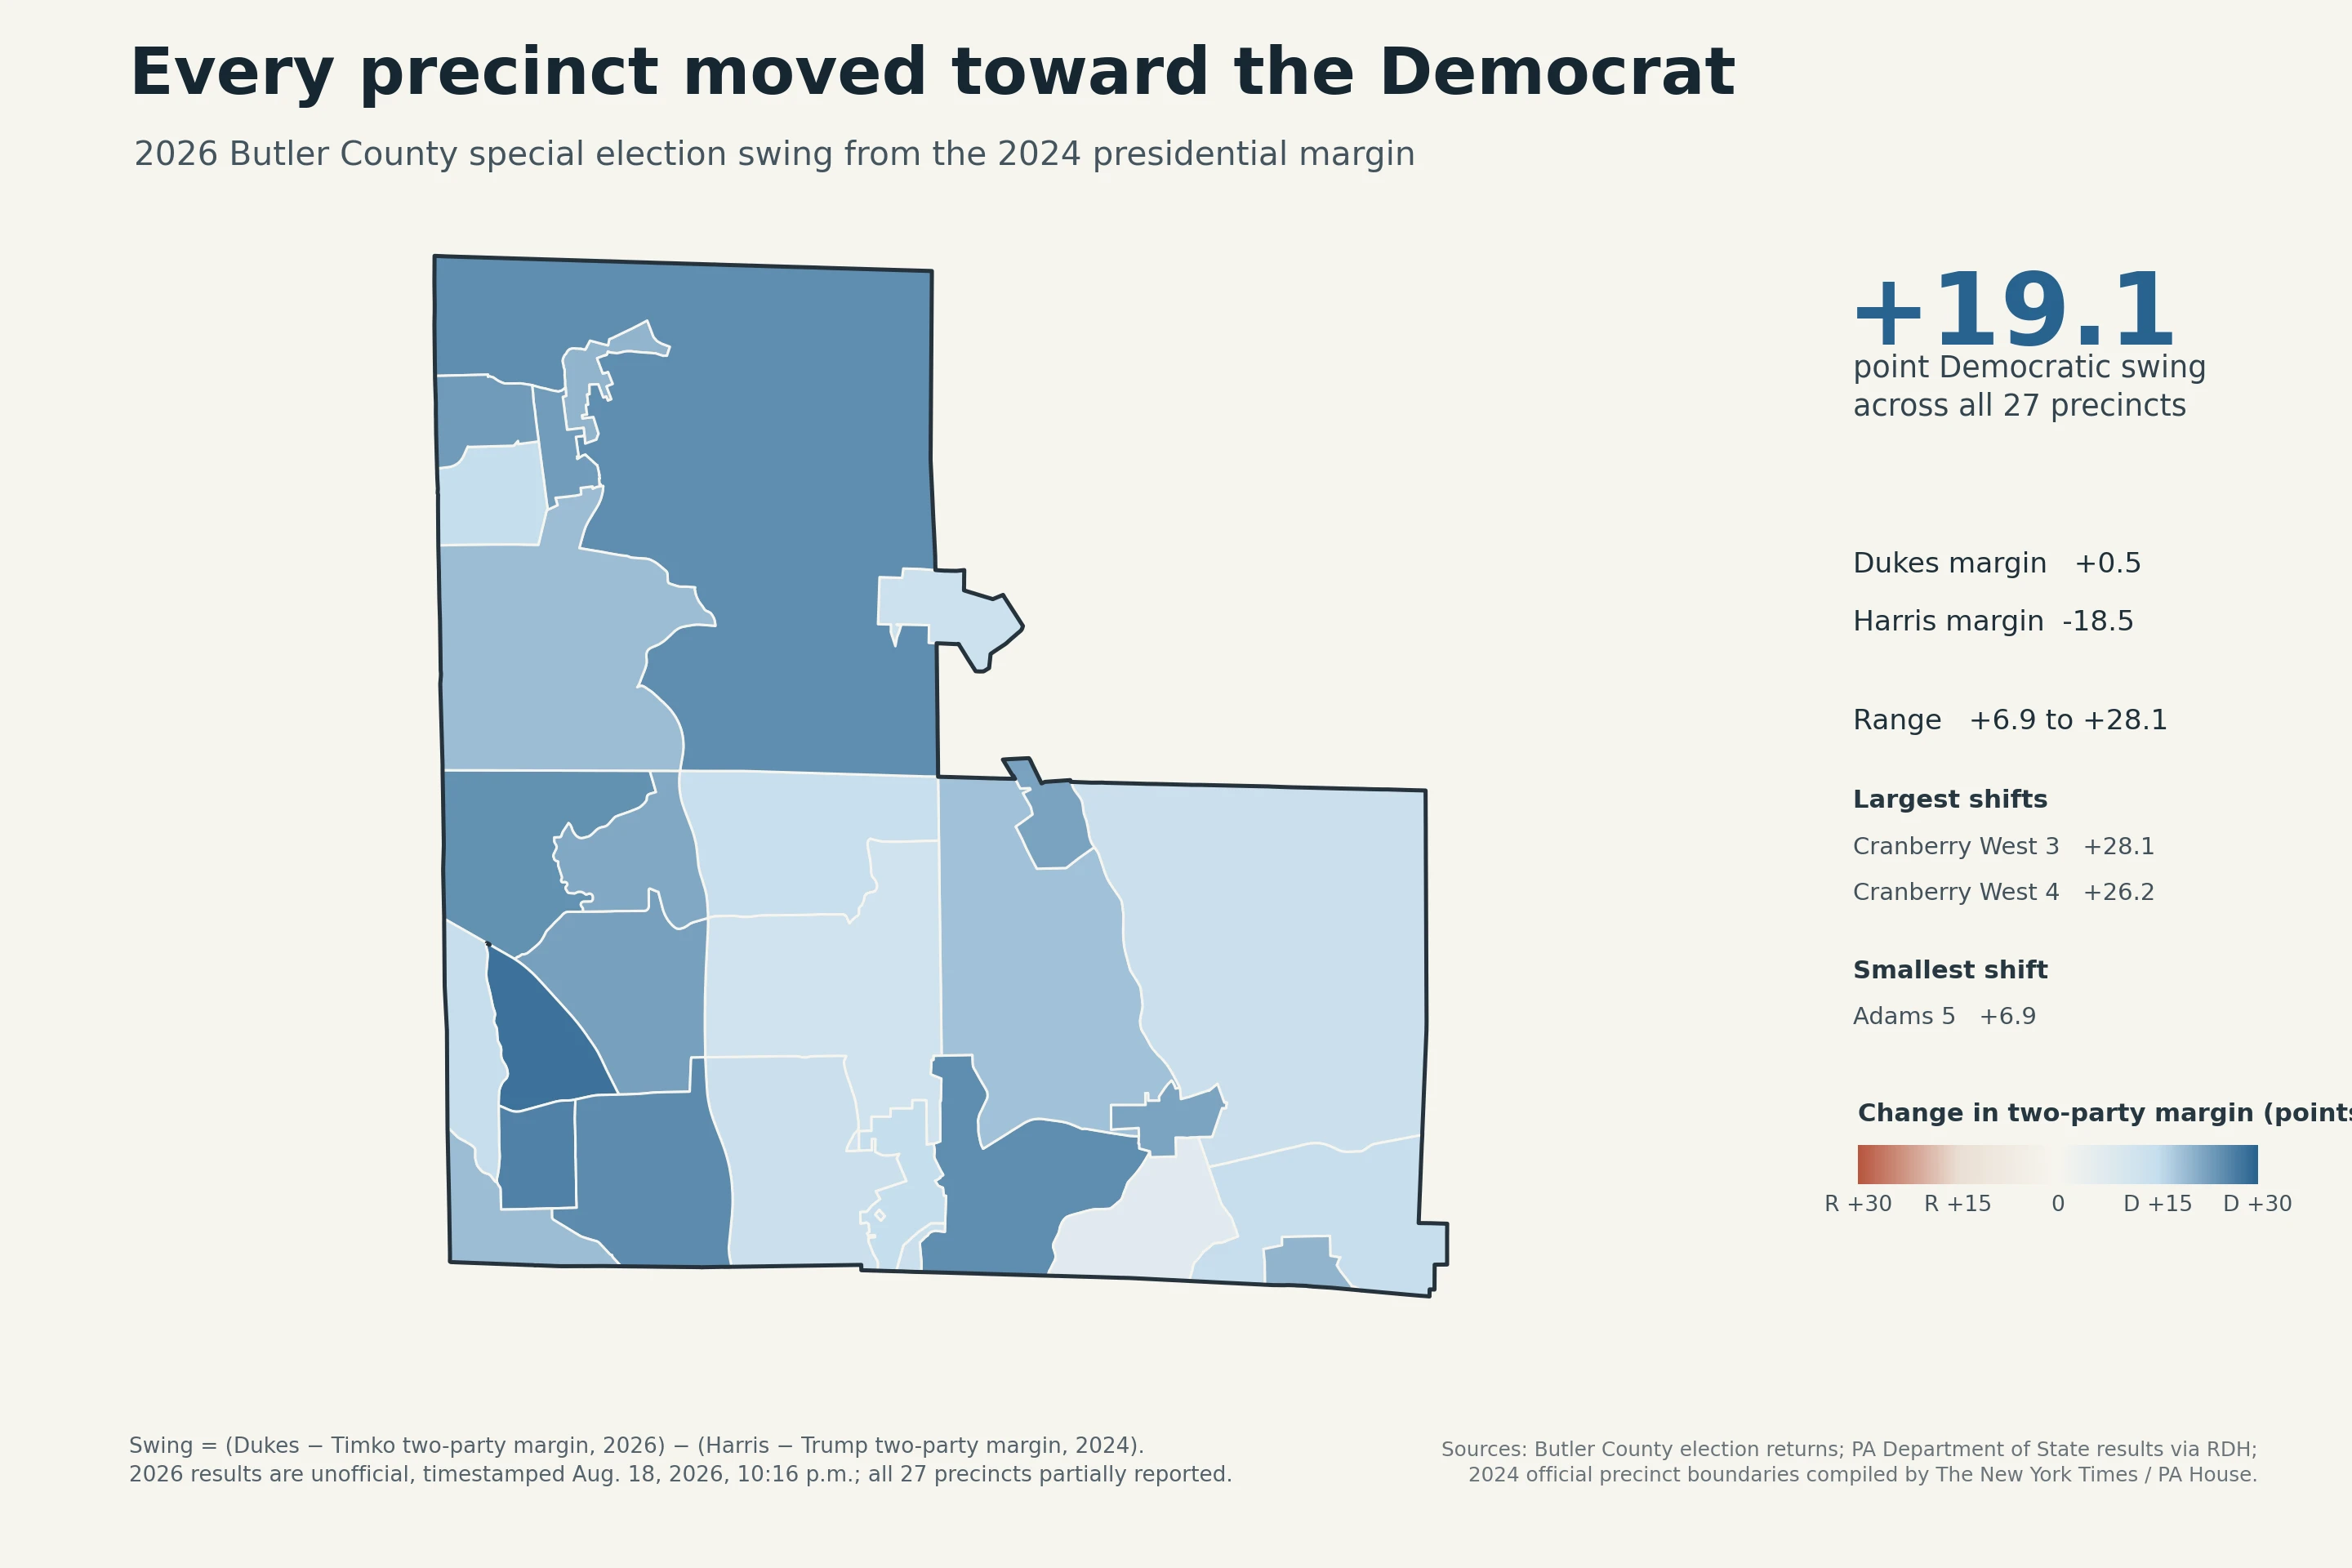 Every precinct moved toward the Democrat
2026 Butler County special election swing from the 2024 presidential margin
+19.1
point Democratic swing
across all 27 precincts
Dukes margin +0.5
Harris margin -18.5
Range +6.9 to +28.1
Largest shifts
Cranberry West 3 +28.1
Cranberry West 4 +26.2
Smallest shift
Adams 5 +6.9
Change in two-party margin (points
R +30 R +15 0 D +15 D +30
Swing = (Dukes − Timko two-party margin, 2026) − (Harris − Trump two-party margin, 2024).
2026 results are unofficial, timestamped Aug. 18, 2026, 10:16 p.m.; all 27 precincts partially reported.
Sources: Butler County election returns; PA Department of State results via RDH;
2024 official precinct boundaries compiled by The New York Times / PA House.